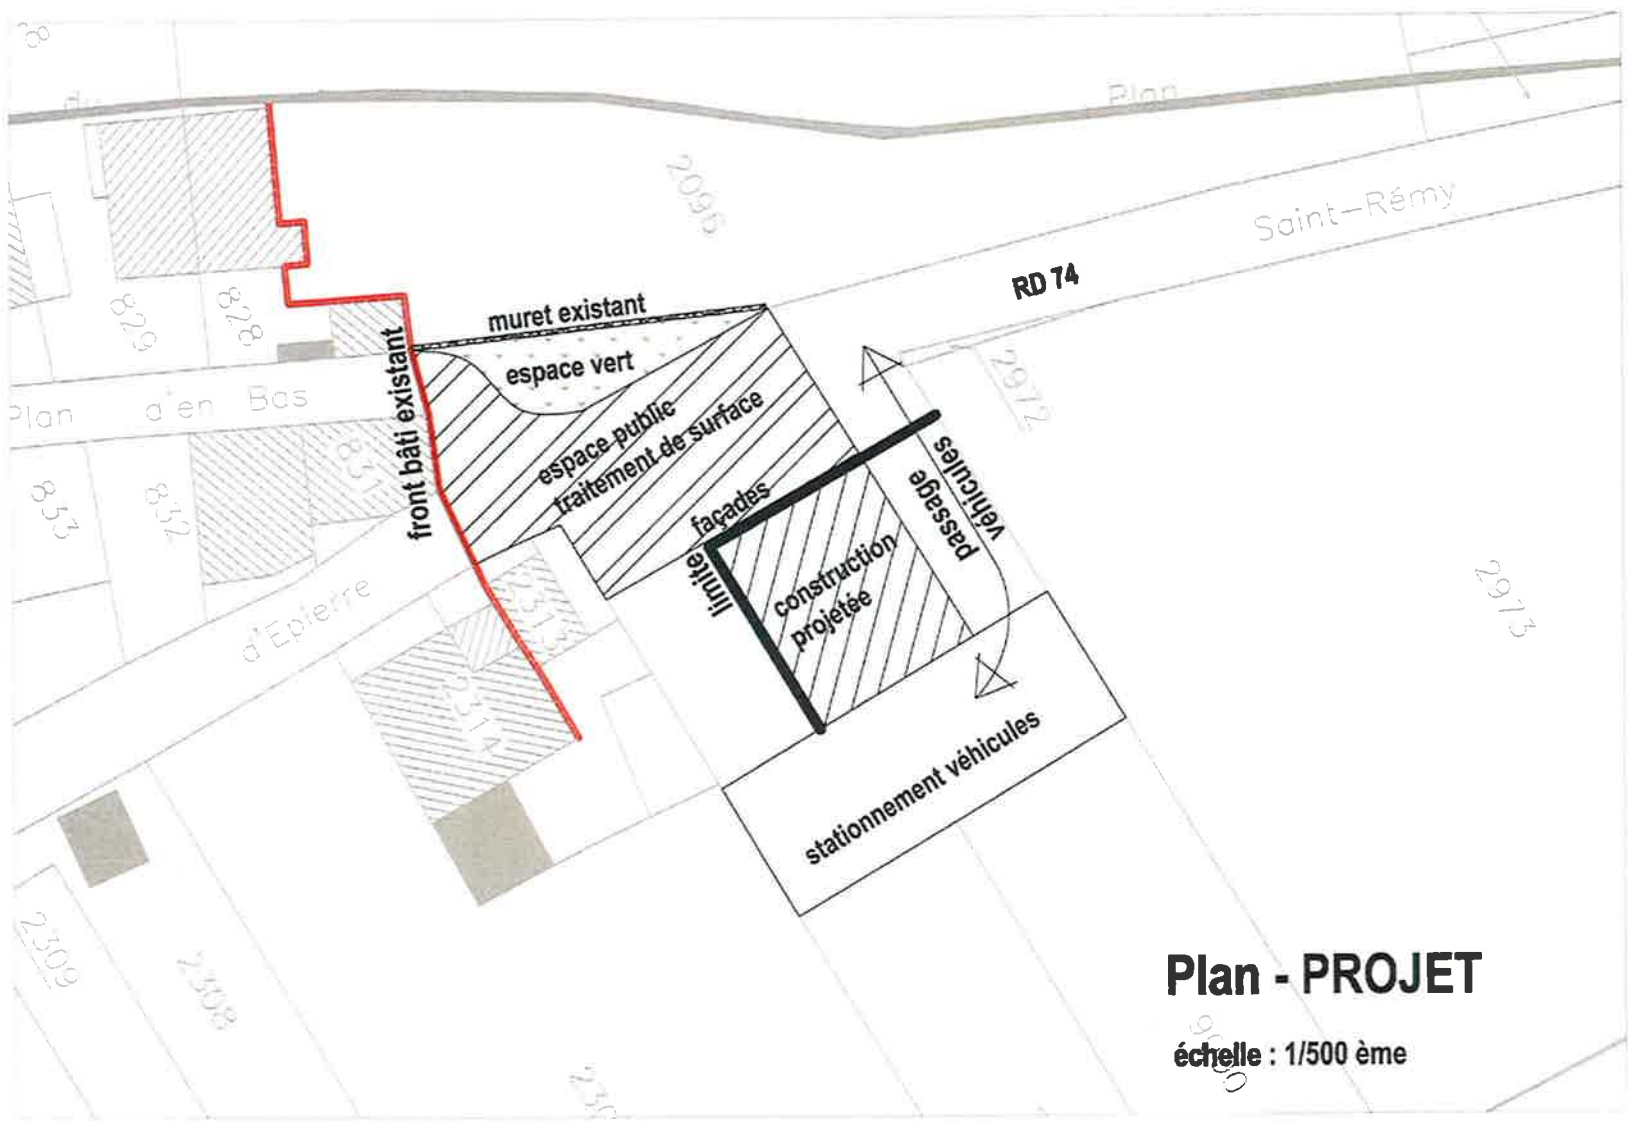 8
du
Plan
2096
Saint-Rémy
RD 74
829
828
muret existant
espace vert
front bâti existant
Plan d'en Bas
espace public
traitement de surface
2972
façades
limite
passage
véhicules
construction
projetée
831
832
833
d'Epierre
2313
2314
2973
stationnement véhicules
2309
2308
Plan - PROJET
échelle : 1/500 ème